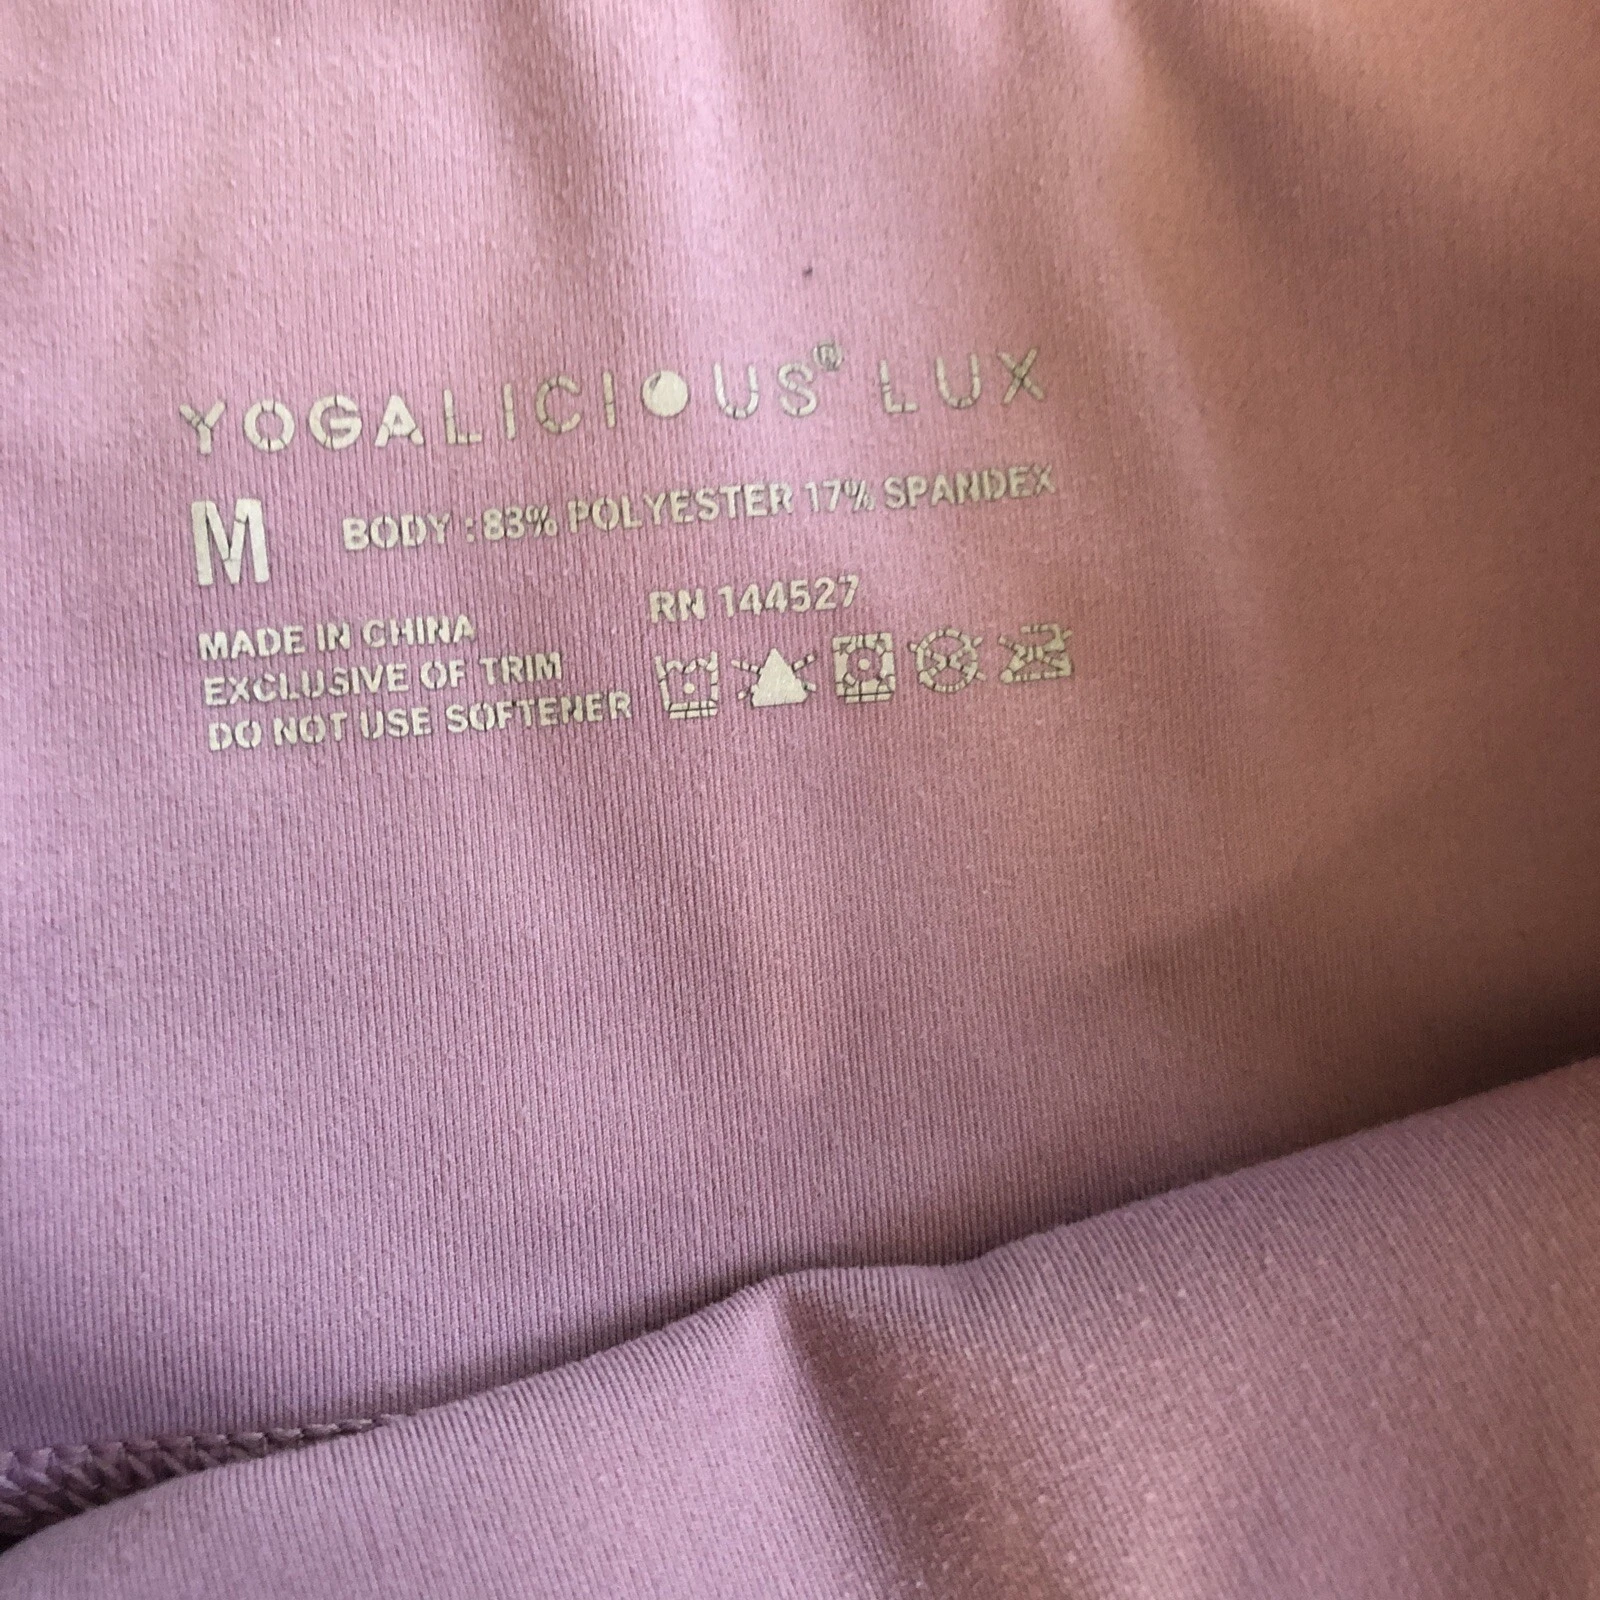 YOGALICIOUS® LUX
M BODY : 83% POLYESTER 17% SPANDEX
RN 144527
MADE IN CHINA
EXCLUSIVE OF TRIM
DO NOT USE SOFTENER